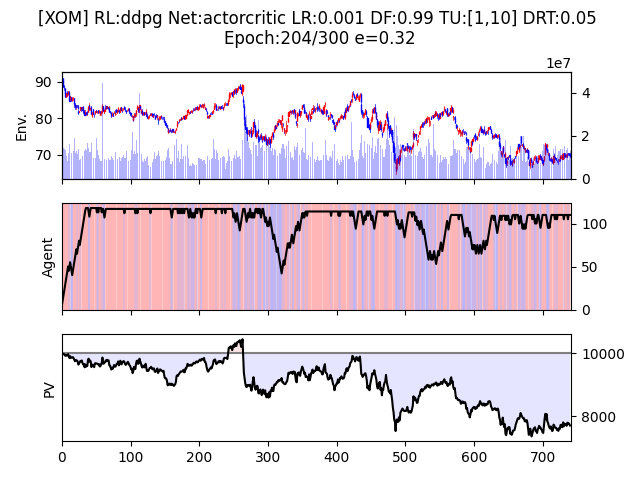 [XOM] RL:ddpg Net:actorcritic LR:0.001 DF:0.99 TU:[1,10] DRT:0.05
Epoch:204/300 e=0.32
1e7
90
80
70
Env.
4
2
0
Agent
100
50
0
PV
10000
8000
0 100 200 300 400 500 600 700